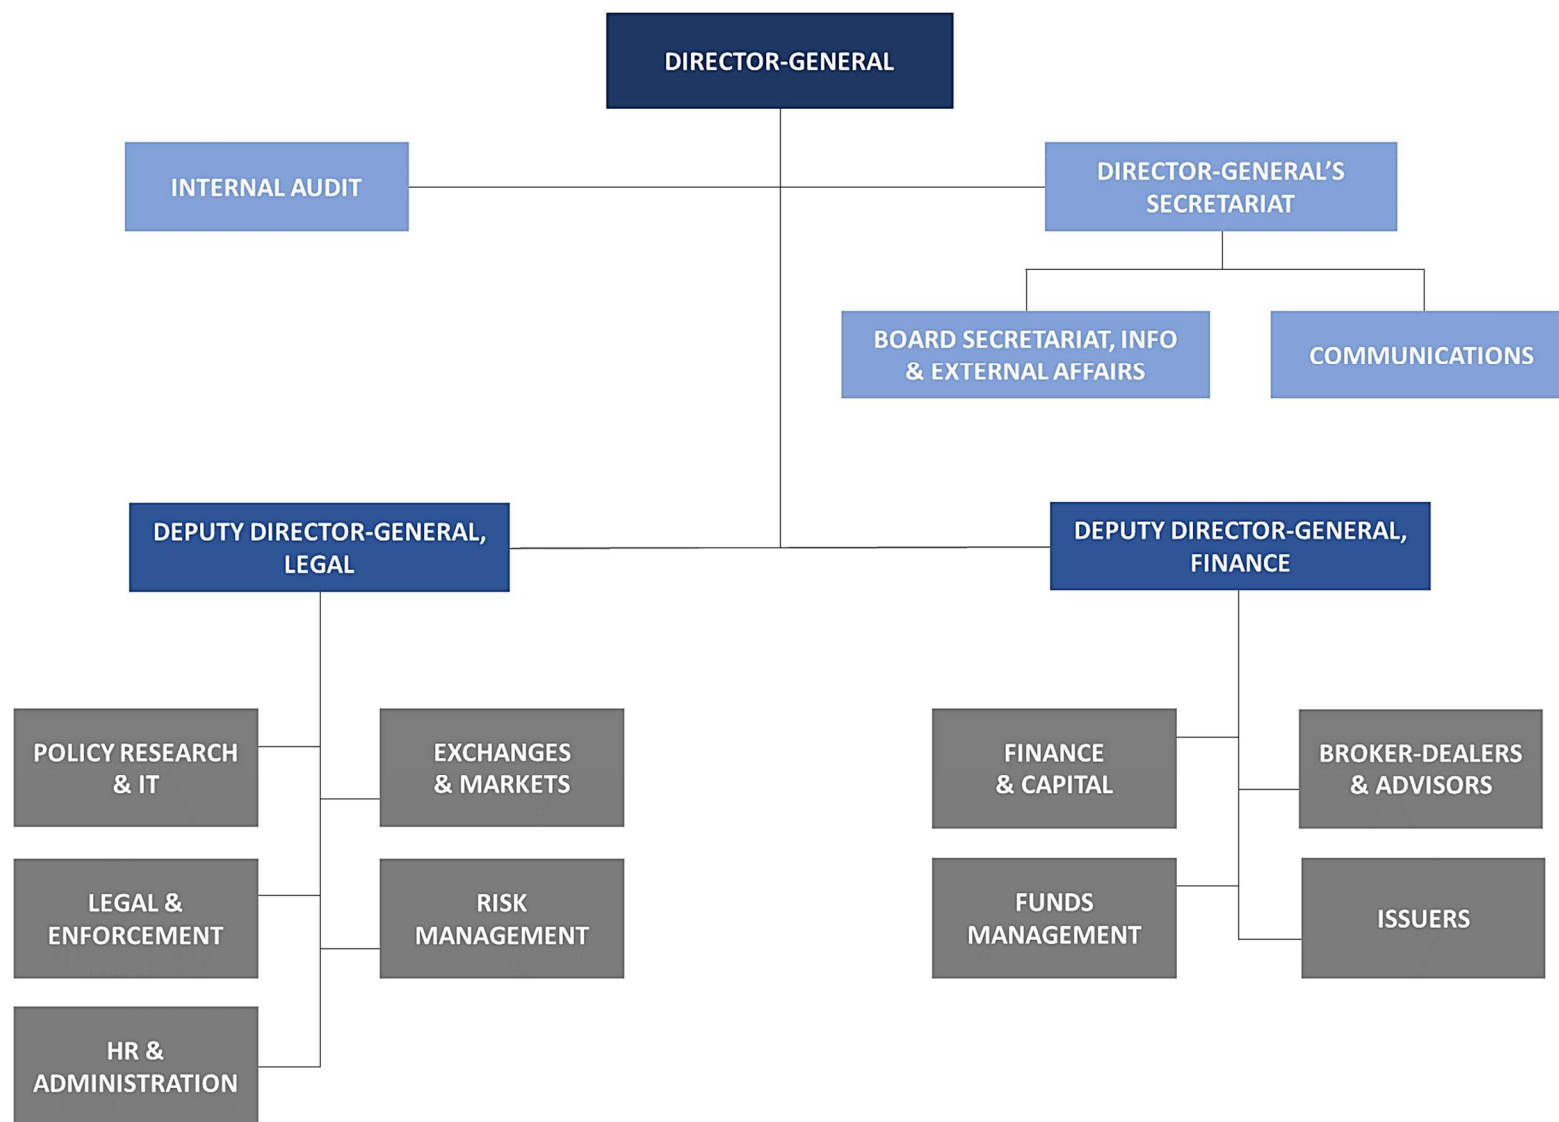 DIRECTOR-GENERAL
INTERNAL AUDIT
DIRECTOR-GENERAL’S
SECRETARIAT
BOARD SECRETARIAT, INFO
& EXTERNAL AFFAIRS
COMMUNICATIONS
DEPUTY DIRECTOR-GENERAL,
LEGAL
DEPUTY DIRECTOR-GENERAL,
FINANCE
POLICY RESEARCH
& IT
EXCHANGES
& MARKETS
FINANCE
& CAPITAL
BROKER-DEALERS
& ADVISORS
LEGAL &
ENFORCEMENT
RISK
MANAGEMENT
FUNDS
MANAGEMENT
ISSUERS
HR &
ADMINISTRATION